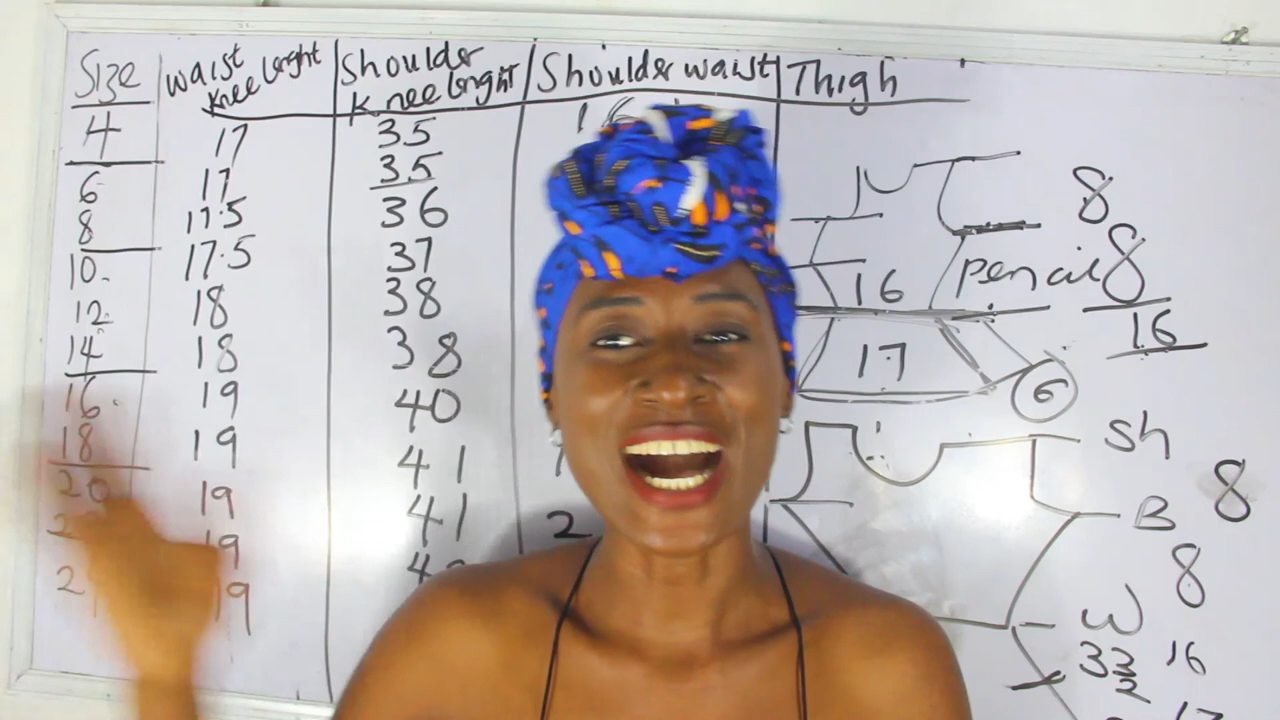 Size waist knee lenght Shoulder knee lenght Shoulder waist Thigh
4 17 35
6 17 35
8 17.5 36
10 17.5 37
12 18 38
14 18 38
16 19 40
18 19 41
20 19 41
19
19
8
pencil 8
16 16
17
6
sh
8
B
8
W
16